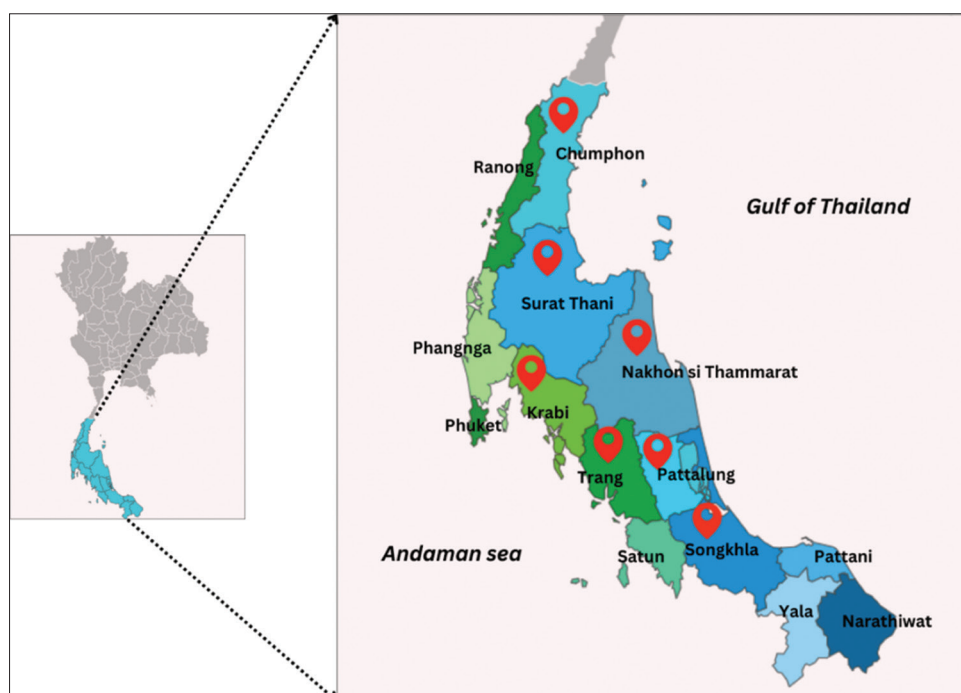 Chumphon
Ranong
Gulf of Thailand
Surat Thani
Phangnga
Nakhon si Thammarat
Krabi
Phuket
Trang
Pattalung
Andaman sea
Satun
Songkhla
Pattani
Yala
Narathiwat